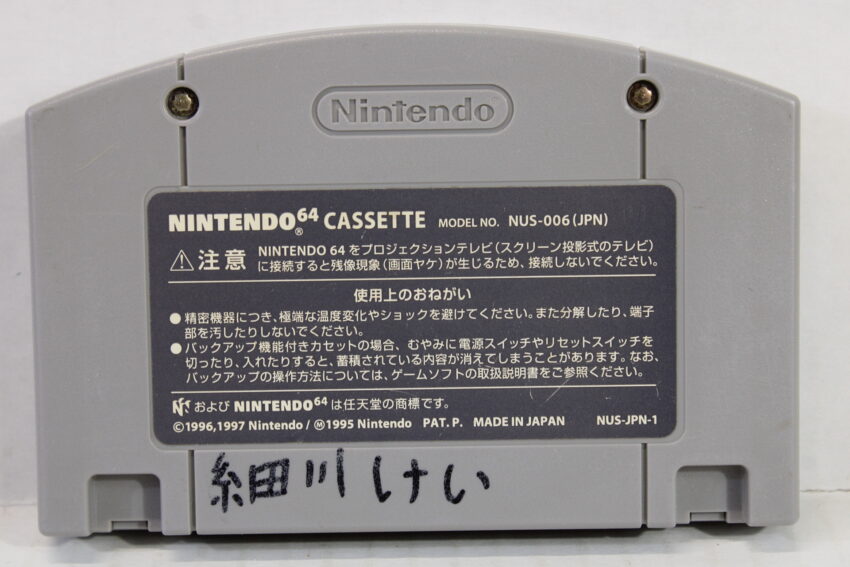 Nintendo
NINTENDO64 ® CASSETTE MODEL NO. NUS-006(JPN)
⚠注意 NINTENDO 64 をプロジェクションテレビ(スクリーン投影式のテレビ)
に接続すると残像現象(画面ヤケ)が生じるため、接続しないでください。
使用上のおねがい
●精密機器につき、極端な温度変化やショックを避けてください。また分解したり、端子
部を汚したりしないでください。
●バックアップ機能付きカセットの場合、むやみに電源スイッチやリセットスイッチを
切ったり、入れたりすると、蓄積されている内容が消えてしまうことがあります。なお、
バックアップの操作方法については、ゲームソフトの取扱説明書をご参照ください。
および NINTENDO64 は任天堂の商標です。
©1996,1997 Nintendo / Ⓜ1995 Nintendo PAT. P. MADE IN JAPAN NUS-JPN-1
細川けい